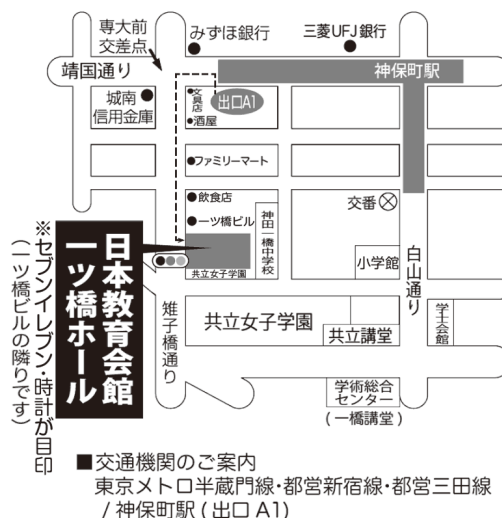 専大前
交差点
みずほ銀行
三菱UFJ銀行
靖国通り
神保町駅
城南
信用金庫
文具店
出口A1
酒屋
ファミリーマート
飲食店
一ツ橋ビル
神田一橋中学校
交番
日本教育会館
一ツ橋ホール
※セブンイレブン・時計が目印
(一ツ橋ビルの隣りです)
共立女子学園
小学館
白山通り
雉子橋通り
共立女子学園
共立講堂
学士会館
学術総合
センター
(一橋講堂)
■交通機関のご案内
東京メトロ半蔵門線・都営新宿線・都営三田線
/ 神保町駅(出口 A1)